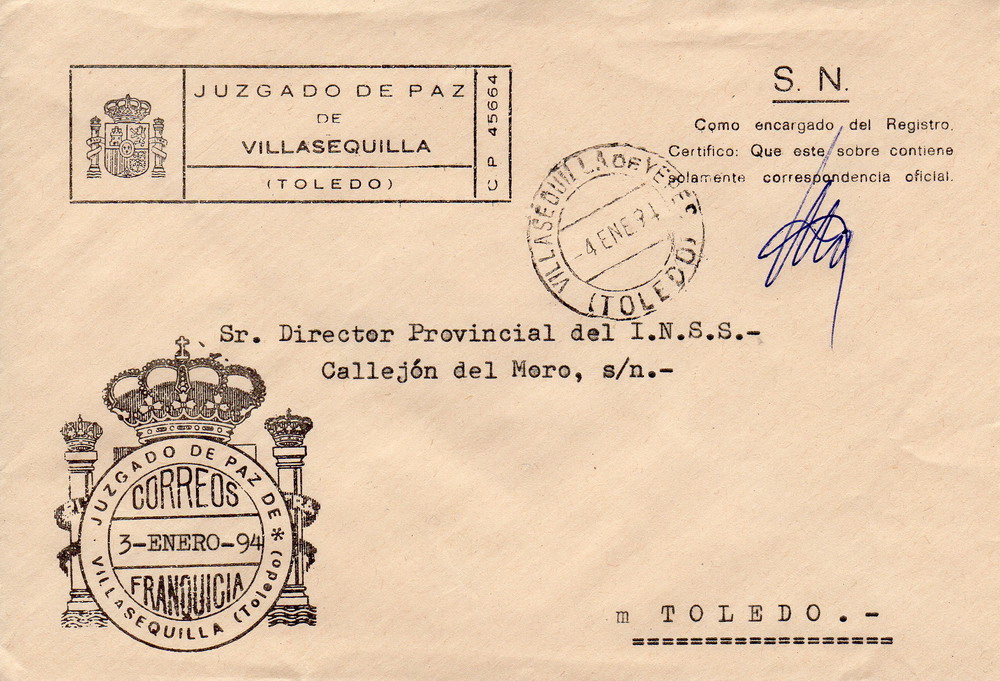 JUZGADO DE PAZ
DE
VILLASEQUILLA
(TOLEDO)
C P 45664
S. N.
Como encargado del Registro.
Certifico: Que este sobre contiene
solamente correspondencia oficial.
VILLASEQUILLA DE YEPES
-4 ENE 94
(TOLEDO)
Sr. Director Provincial del I.N.S.S.-
Callejón del Moro, s/n.-
JUZGADO DE PAZ DE *
CORREOS
3-ENERO-94
FRANQUICIA
VILLASEQUILLA (Toledo)
m TOLEDO.-